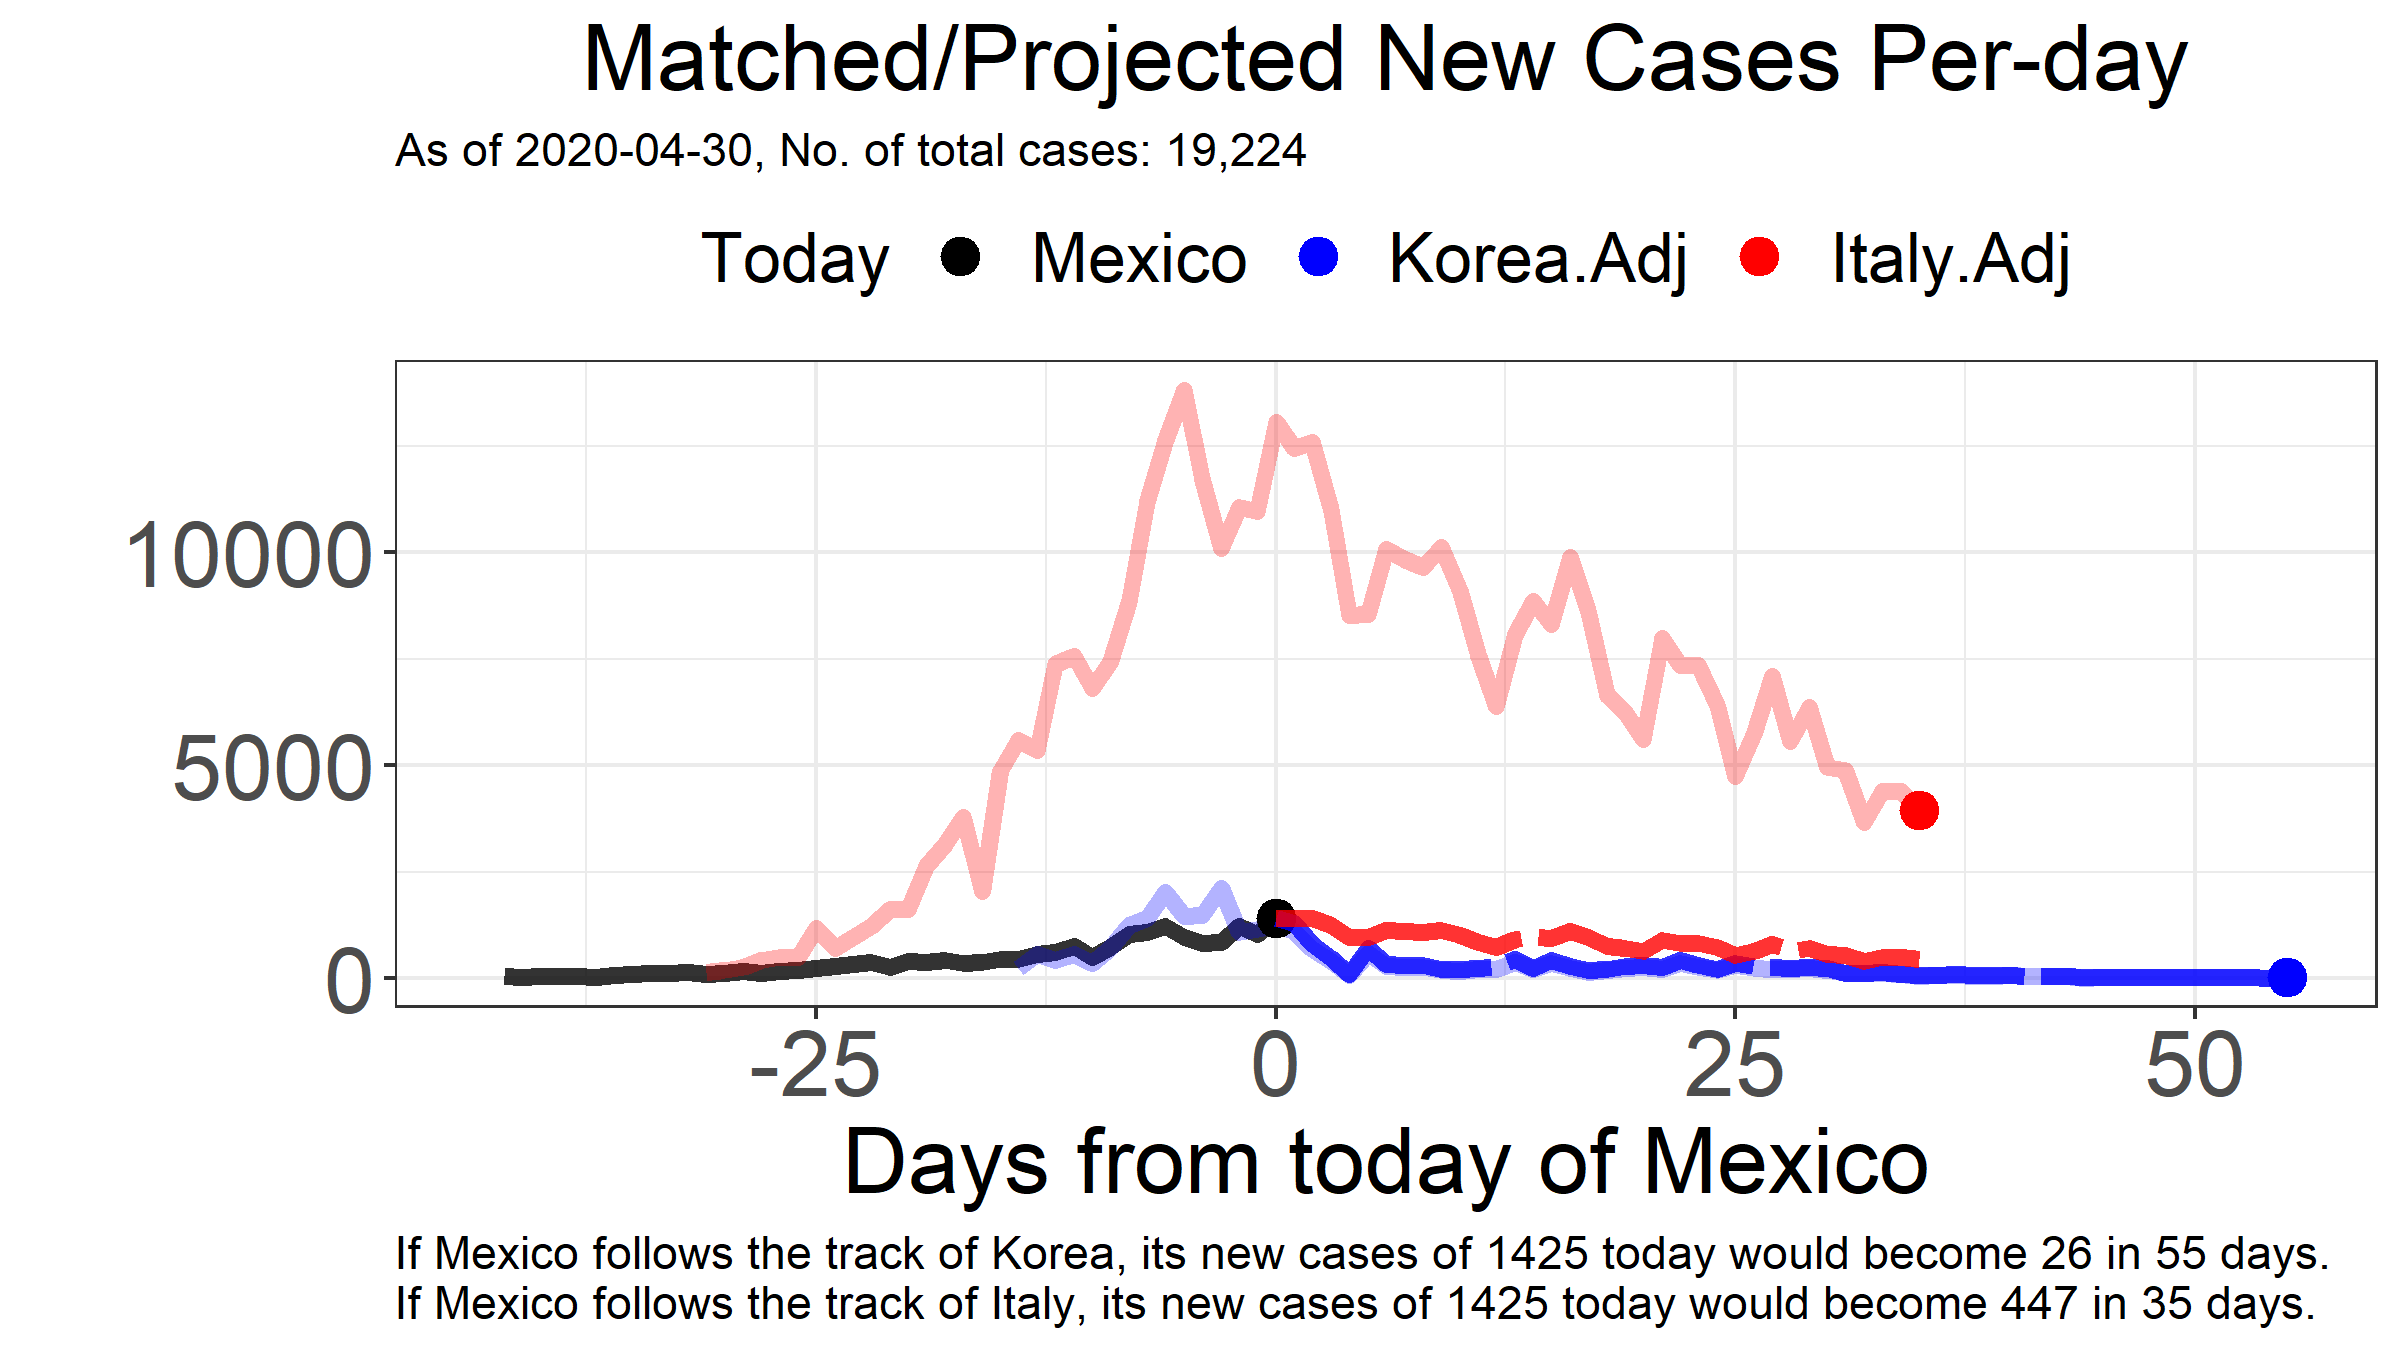 Matched/Projected New Cases Per-day
As of 2020-04-30, No. of total cases: 19,224
Today Mexico Korea.Adj Italy.Adj
10000
5000
0
-25 0 25 50
Days from today of Mexico
If Mexico follows the track of Korea, its new cases of 1425 today would become 26 in 55 days.
If Mexico follows the track of Italy, its new cases of 1425 today would become 447 in 35 days.